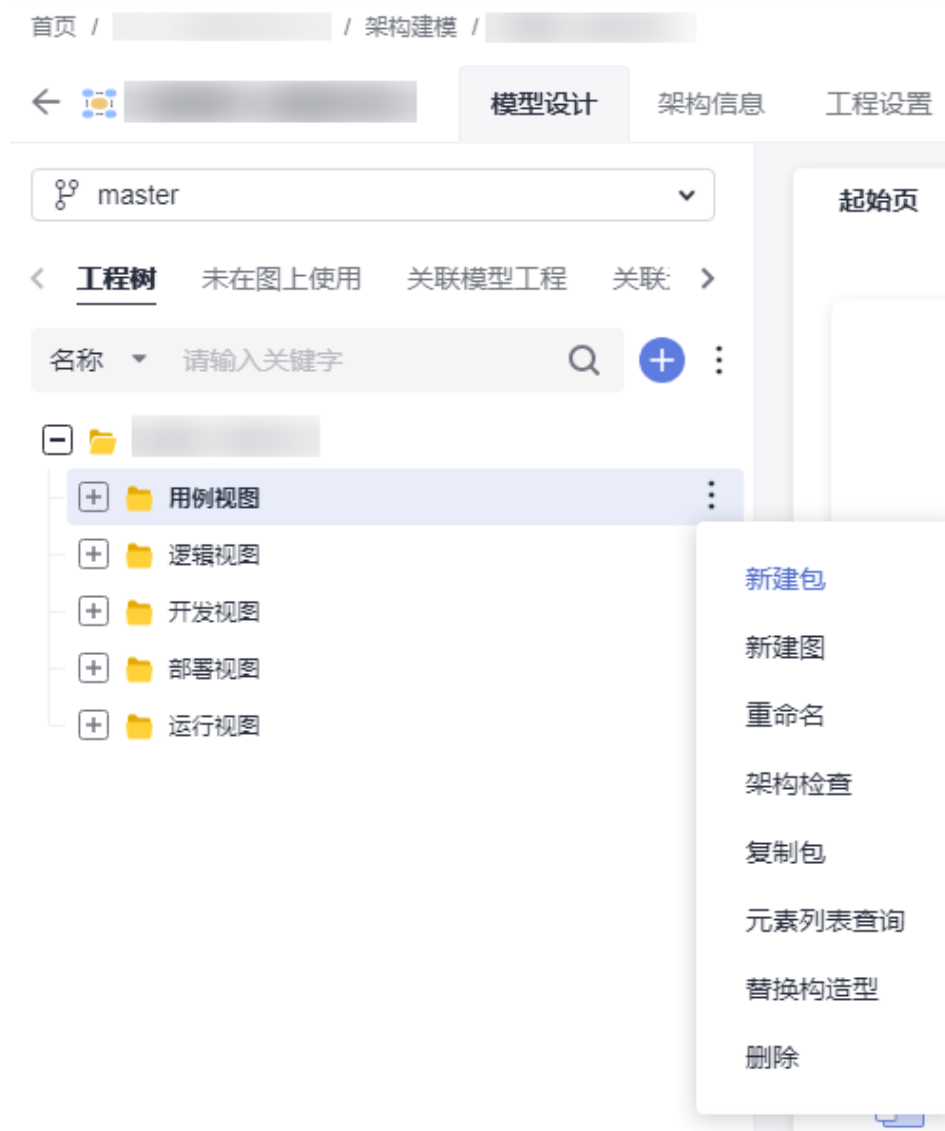 首页 / / 架构建模 /
模型设计 架构信息 工程设置
master
起始页
工程树 未在图上使用 关联模型工程 关联
名称 请输入关键字
用例视图
逻辑视图
开发视图
部署视图
运行视图
新建包
新建图
重命名
架构检查
复制包
元素列表查询
替换构造型
删除